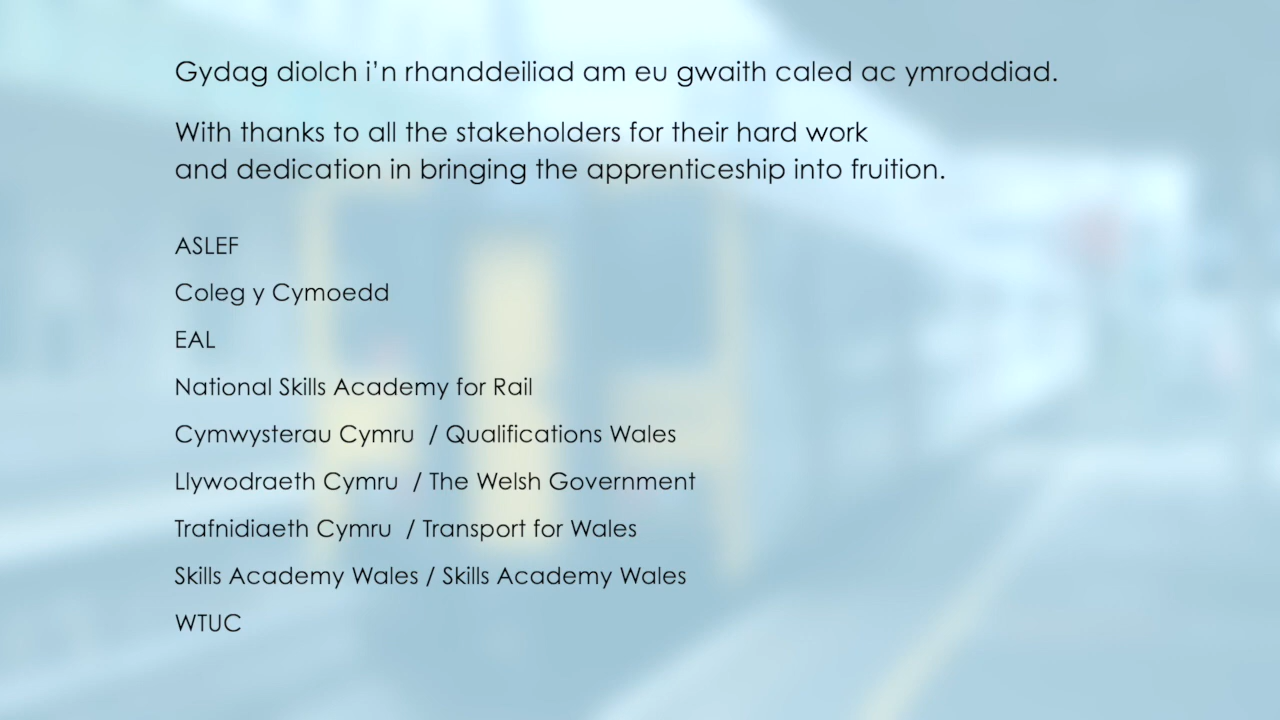 Gydag diolch i’n rhanddeiliad am eu gwaith caled ac ymroddiad.
With thanks to all the stakeholders for their hard work
and dedication in bringing the apprenticeship into fruition.
ASLEF
Coleg y Cymoedd
EAL
National Skills Academy for Rail
Cymwysterau Cymru / Qualifications Wales
Llywodraeth Cymru / The Welsh Government
Trafnidiaeth Cymru / Transport for Wales
Skills Academy Wales / Skills Academy Wales
WTUC